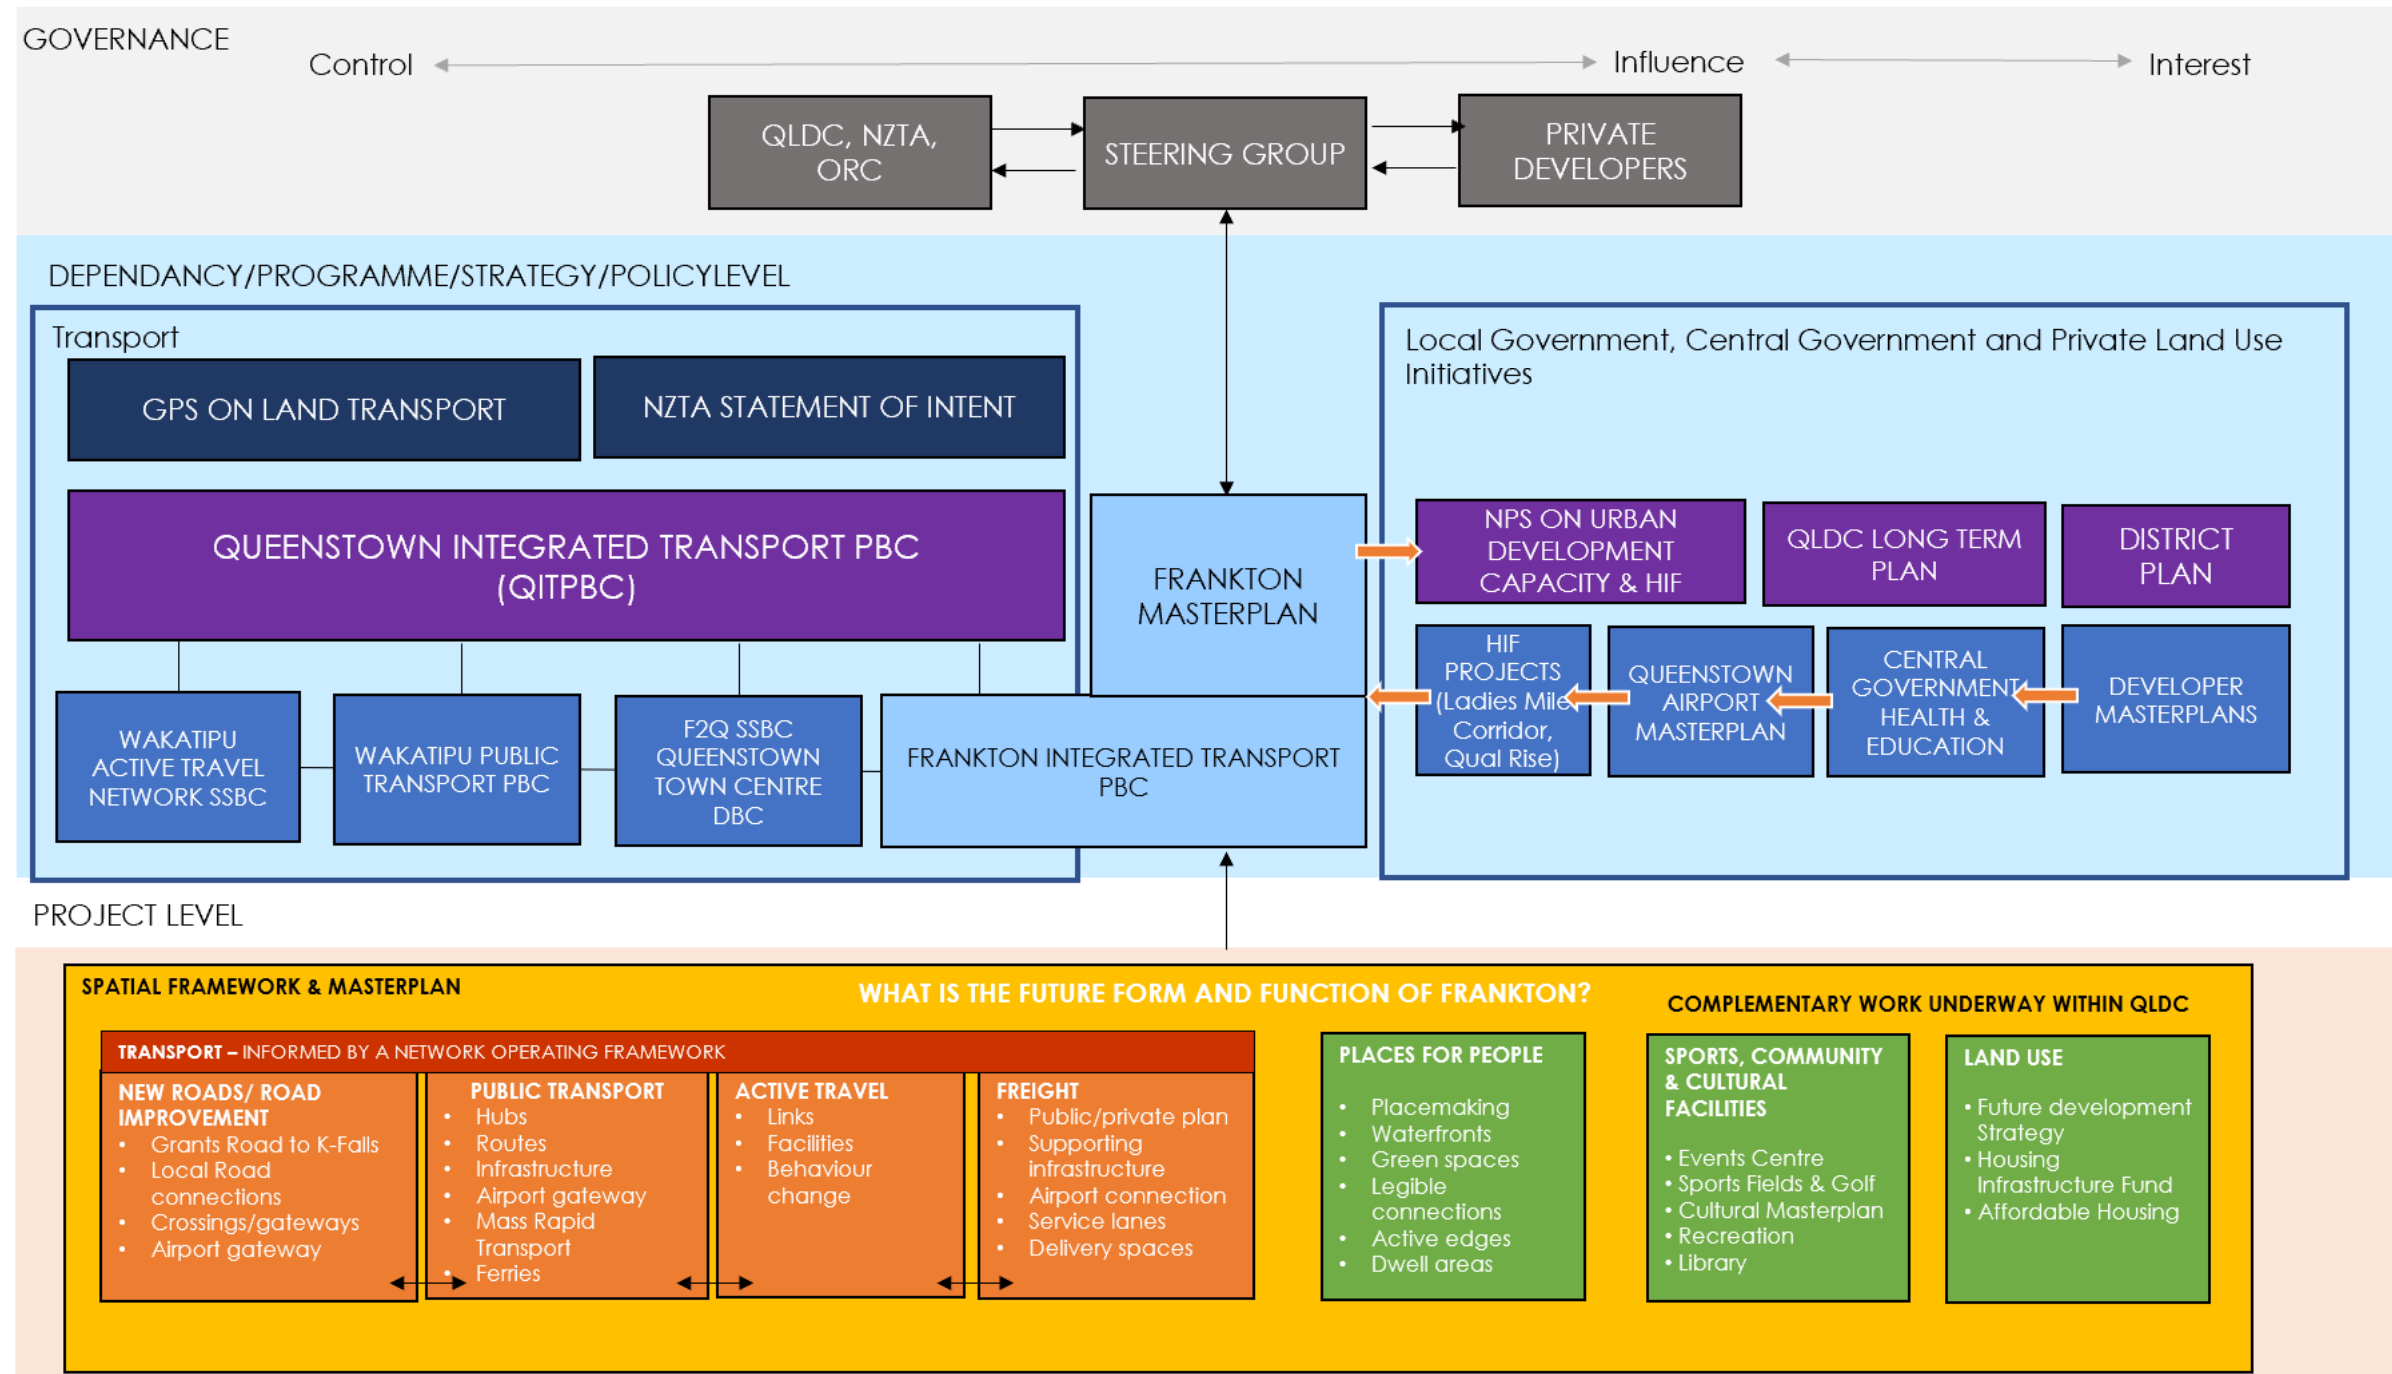 GOVERNANCE
Control
Influence
Interest
QLDC, NZTA,
ORC
STEERING GROUP
PRIVATE
DEVELOPERS
DEPENDANCY/PROGRAMME/STRATEGY/POLICYLEVEL
Transport
GPS ON LAND TRANSPORT
NZTA STATEMENT OF INTENT
QUEENSTOWN INTEGRATED TRANSPORT PBC
(QITPBC)
WAKATIPU
ACTIVE TRAVEL
NETWORK SSBC
WAKATIPU PUBLIC
TRANSPORT PBC
F2Q SSBC
QUEENSTOWN
TOWN CENTRE
DBC
FRANKTON INTEGRATED TRANSPORT
PBC
FRANKTON
MASTERPLAN
Local Government, Central Government and Private Land Use
Initiatives
NPS ON URBAN
DEVELOPMENT
CAPACITY & HIF
QLDC LONG TERM
PLAN
DISTRICT
PLAN
HIF
PROJECTS
(Ladies Mile
Corridor,
Qual Rise)
QUEENSTOWN
AIRPORT
MASTERPLAN
CENTRAL
GOVERNMENT
HEALTH &
EDUCATION
DEVELOPER
MASTERPLANS
PROJECT LEVEL
SPATIAL FRAMEWORK & MASTERPLAN
WHAT IS THE FUTURE FORM AND FUNCTION OF FRANKTON?
COMPLEMENTARY WORK UNDERWAY WITHIN QLDC
TRANSPORT – INFORMED BY A NETWORK OPERATING FRAMEWORK
NEW ROADS/ ROAD
IMPROVEMENT
• Grants Road to K-Falls
• Local Road
connections
• Crossings/gateways
• Airport gateway
PUBLIC TRANSPORT
• Hubs
• Routes
• Infrastructure
• Airport gateway
• Mass Rapid
Transport
• Ferries
ACTIVE TRAVEL
• Links
• Facilities
• Behaviour
change
FREIGHT
• Public/private plan
• Supporting
infrastructure
• Airport connection
• Service lanes
• Delivery spaces
PLACES FOR PEOPLE
• Placemaking
• Waterfronts
• Green spaces
• Legible
connections
• Active edges
• Dwell areas
SPORTS, COMMUNITY
& CULTURAL
FACILITIES
• Events Centre
• Sports Fields & Golf
• Cultural Masterplan
• Recreation
• Library
LAND USE
• Future development
Strategy
• Housing
Infrastructure Fund
• Affordable Housing